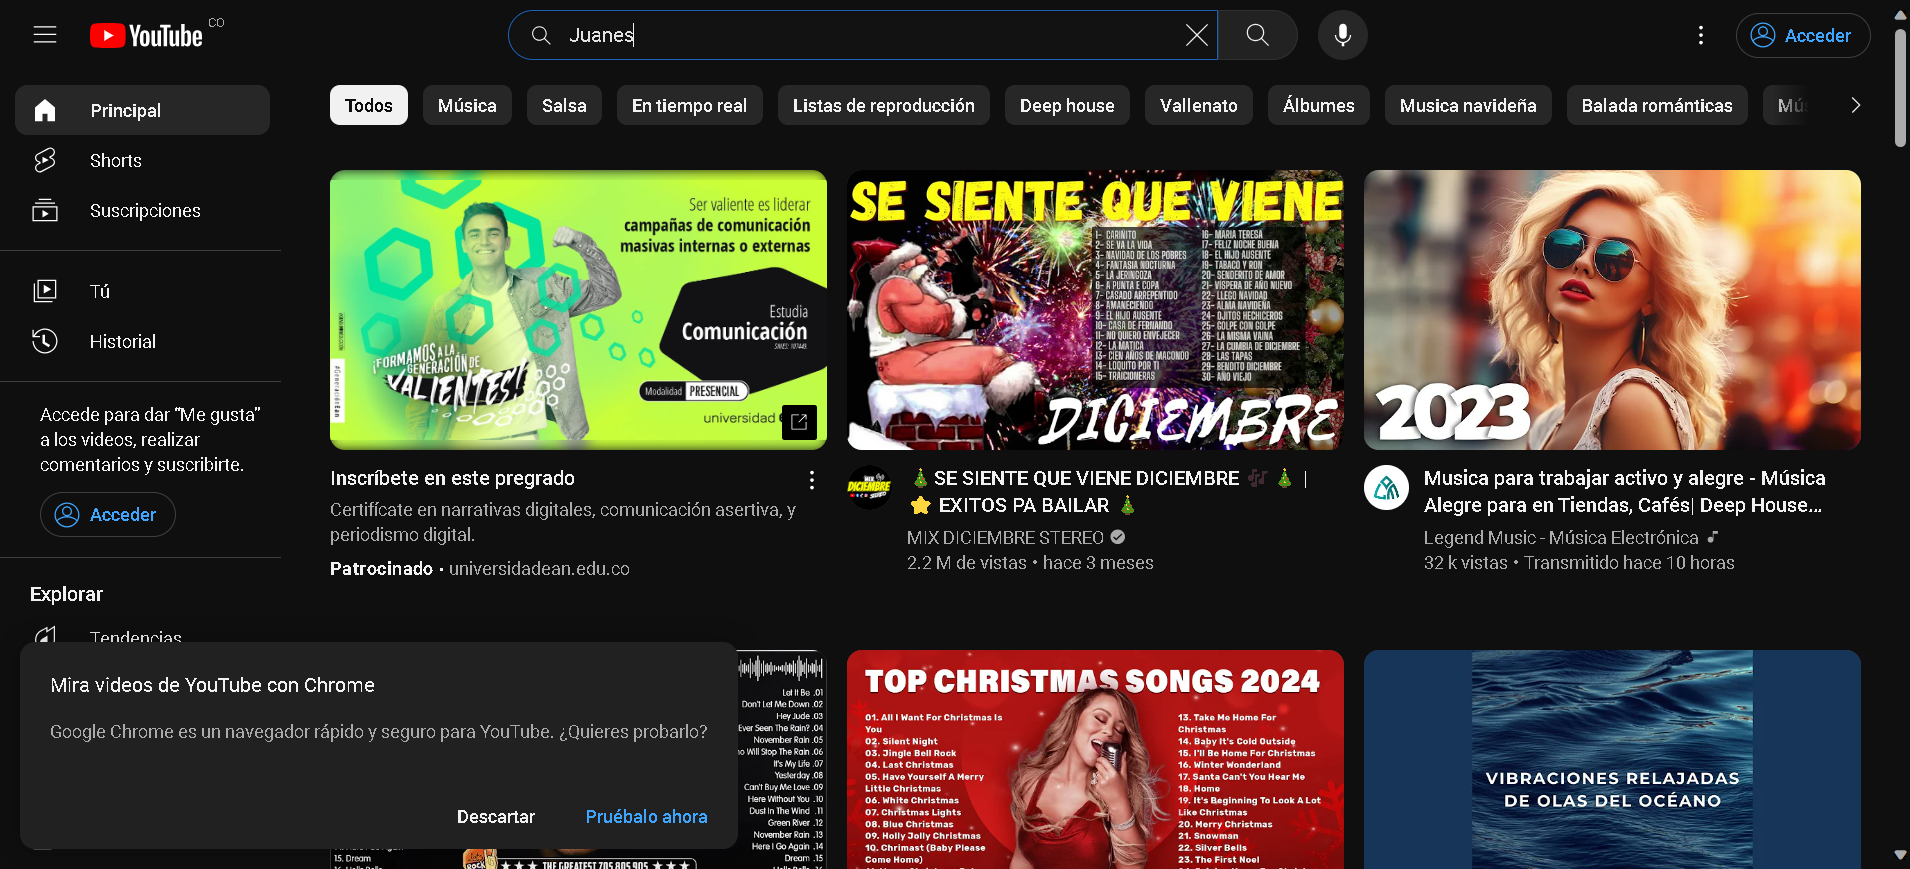 YouTube CO
Juanes
Acceder
Principal
Shorts
Suscripciones
Tú
Historial
Accede para dar “Me gusta”
a los videos, realizar
comentarios y suscribirte.
Acceder
Explorar
Tendencias
Todos
Música
Salsa
En tiempo real
Listas de reproducción
Deep house
Vallenato
Álbumes
Musica navideña
Balada románticas
Mú
Ser valiente es liderar
campañas de comunicación
masivas internas o externas
Estudia
Comunicación
¡FORMAMOS A LA
GENERACIÓN DE
VALIENTES!
Modalidad PRESENCIAL
universidad
Inscríbete en este pregrado
Certifícate en narrativas digitales, comunicación asertiva, y
periodismo digital.
Patrocinado • universidadean.edu.co
SE SIENTE QUE VIENE
1- CARIÑITO
2- SE VA LA VIDA
3- NAVIDAD DE LOS POBRES
4- FANTASIA NOCTURNA
5- LA JERINGOZA
6- A PUNTA E COPA
7- CASADO ARREPENTIDO
8- AMANECIENDO
9- EL HIJO AUSENTE
10- CASA DE FERNANDO
11- NO QUIERO ENVEJECER
12- LA MATICA
13- CIEN AÑOS DE MACONDO
14- LOQUITO POR TI
15- TRAICIONERAS
16- MARIA TERESA
17- FELIZ NOCHE BUENA
18- EL HIJO AUSENTE
19- TABACO Y RON
20- SENDERITO DE AMOR
21- VISPERA DE AÑO NUEVO
22- LLEGO NAVIDAD
23- ALMA NAVIDEÑA
24- OJITOS HECHICEROS
25- GOLPE CON GOLPE
26- LA MISMA VAINA
27- LA CUMBIA DE DICIEMBRE
28- LAS TAPAS
29- BENDITO DICIEMBRE
30- AÑO VIEJO
DICIEMBRE
MIX
DICIEMBRE
STEREO
🎄 SE SIENTE QUE VIENE DICIEMBRE 🎶 🎄 |
⭐ EXITOS PA BAILAR 🎄
MIX DICIEMBRE STEREO
2.2 M de vistas • hace 3 meses
2023
Musica para trabajar activo y alegre - Música
Alegre para en Tiendas, Cafés| Deep House...
Legend Music - Música Electrónica
32 k vistas • Transmitido hace 10 horas
Mira videos de YouTube con Chrome
Google Chrome es un navegador rápido y seguro para YouTube. ¿Quieres probarlo?
Descartar
Pruébalo ahora
Let It Be .01
Don't Let Me Down .02
Hey Jude .03
Ever Seen The Rain? .04
November Rain .05
Will Stop The Rain .06
It's My Life .07
Yesterday .08
Can't Buy Me Love .09
Here Without You .10
Dust In The Wind .11
Green River .12
November Rain .13
Here I Go Again .14
Dream .15
15. Dream
ROCK
★ ★ ★ THE GREATEST 70S 80S 90S ★ ★ ★
TOP CHRISTMAS SONGS 2024
01. All I Want For Christmas Is
You
02. Silent Night
03. Jingle Bell Rock
04. Last Christmas
05. Have Yourself A Merry
Little Christmas
06. White Christmas
07. Christmas Lights
08. Blue Christmas
09. Holly Jolly Christmas
10. Chrimast (Baby Please
Come Home)
13. Take Me Home For
Christmas
14. Baby It's Cold Outside
15. I'll Be Home For Christmas
16. Winter Wonderland
17. Santa Can't You Hear Me
18. Home
19. It's Beginning To Look A Lot
Like Christmas
20. Merry Christmas
21. Snowman
22. Silver Bells
23. The First Noel
VIBRACIONES RELAJADAS
DE OLAS DEL OCÉANO